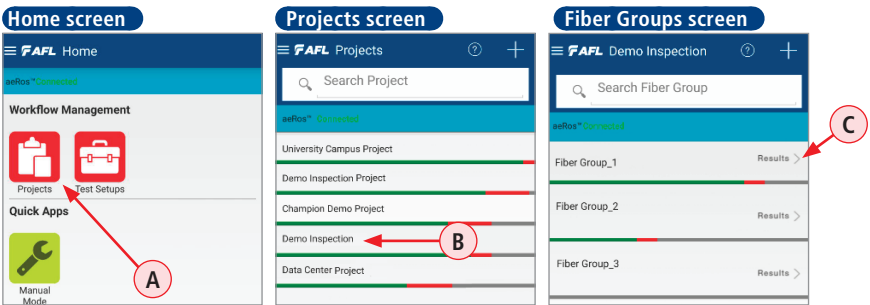 Home screen
AFL Home
aeRos™ Connected
Workflow Management
Projects
Test Setups
Quick Apps
Manual
Mode
A
Projects screen
AFL Projects ?
Search Project
aeRos™ Connected
University Campus Project
Demo Inspection Project
Champion Demo Project
Demo Inspection
B
Data Center Project
Fiber Groups screen
AFL Demo Inspection ?
Search Fiber Group
aeRos™ Connected
C
Fiber Group_1 Results
Fiber Group_2
Results
Fiber Group_3
Results